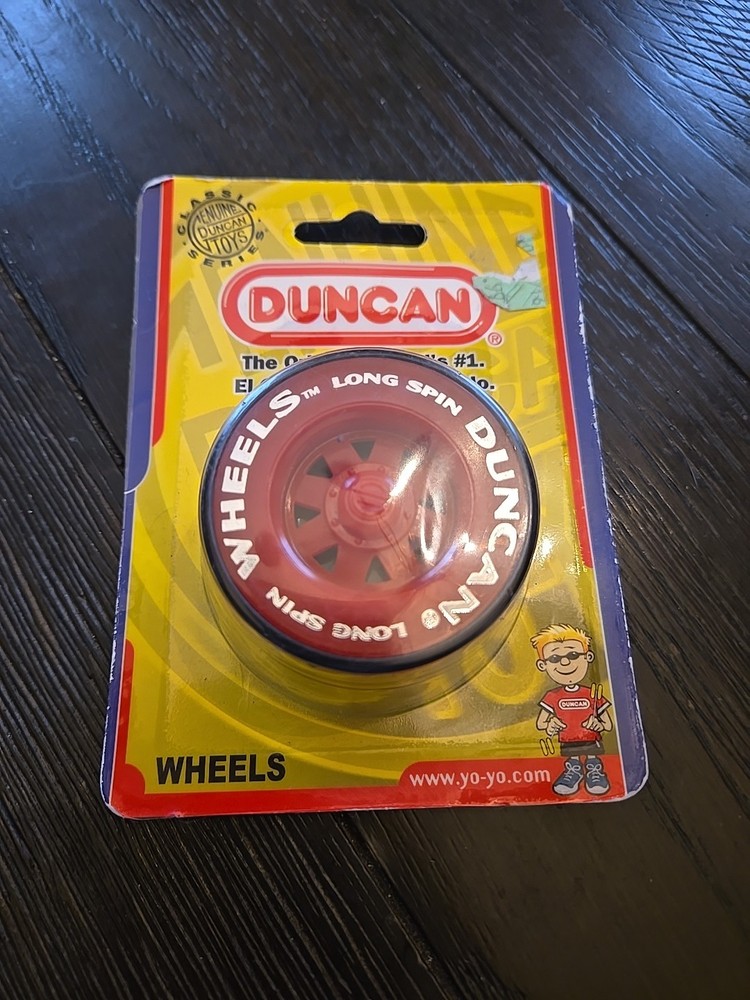 CLASSIC
GENUINE
DUNCAN
TOYS
SERIES
DUNCAN®
The 's #1.
El
WHEELS™ LONG SPIN
DUNCAN® LONG SPIN
DUNCAN
WHEELS
www.yo-yo.com